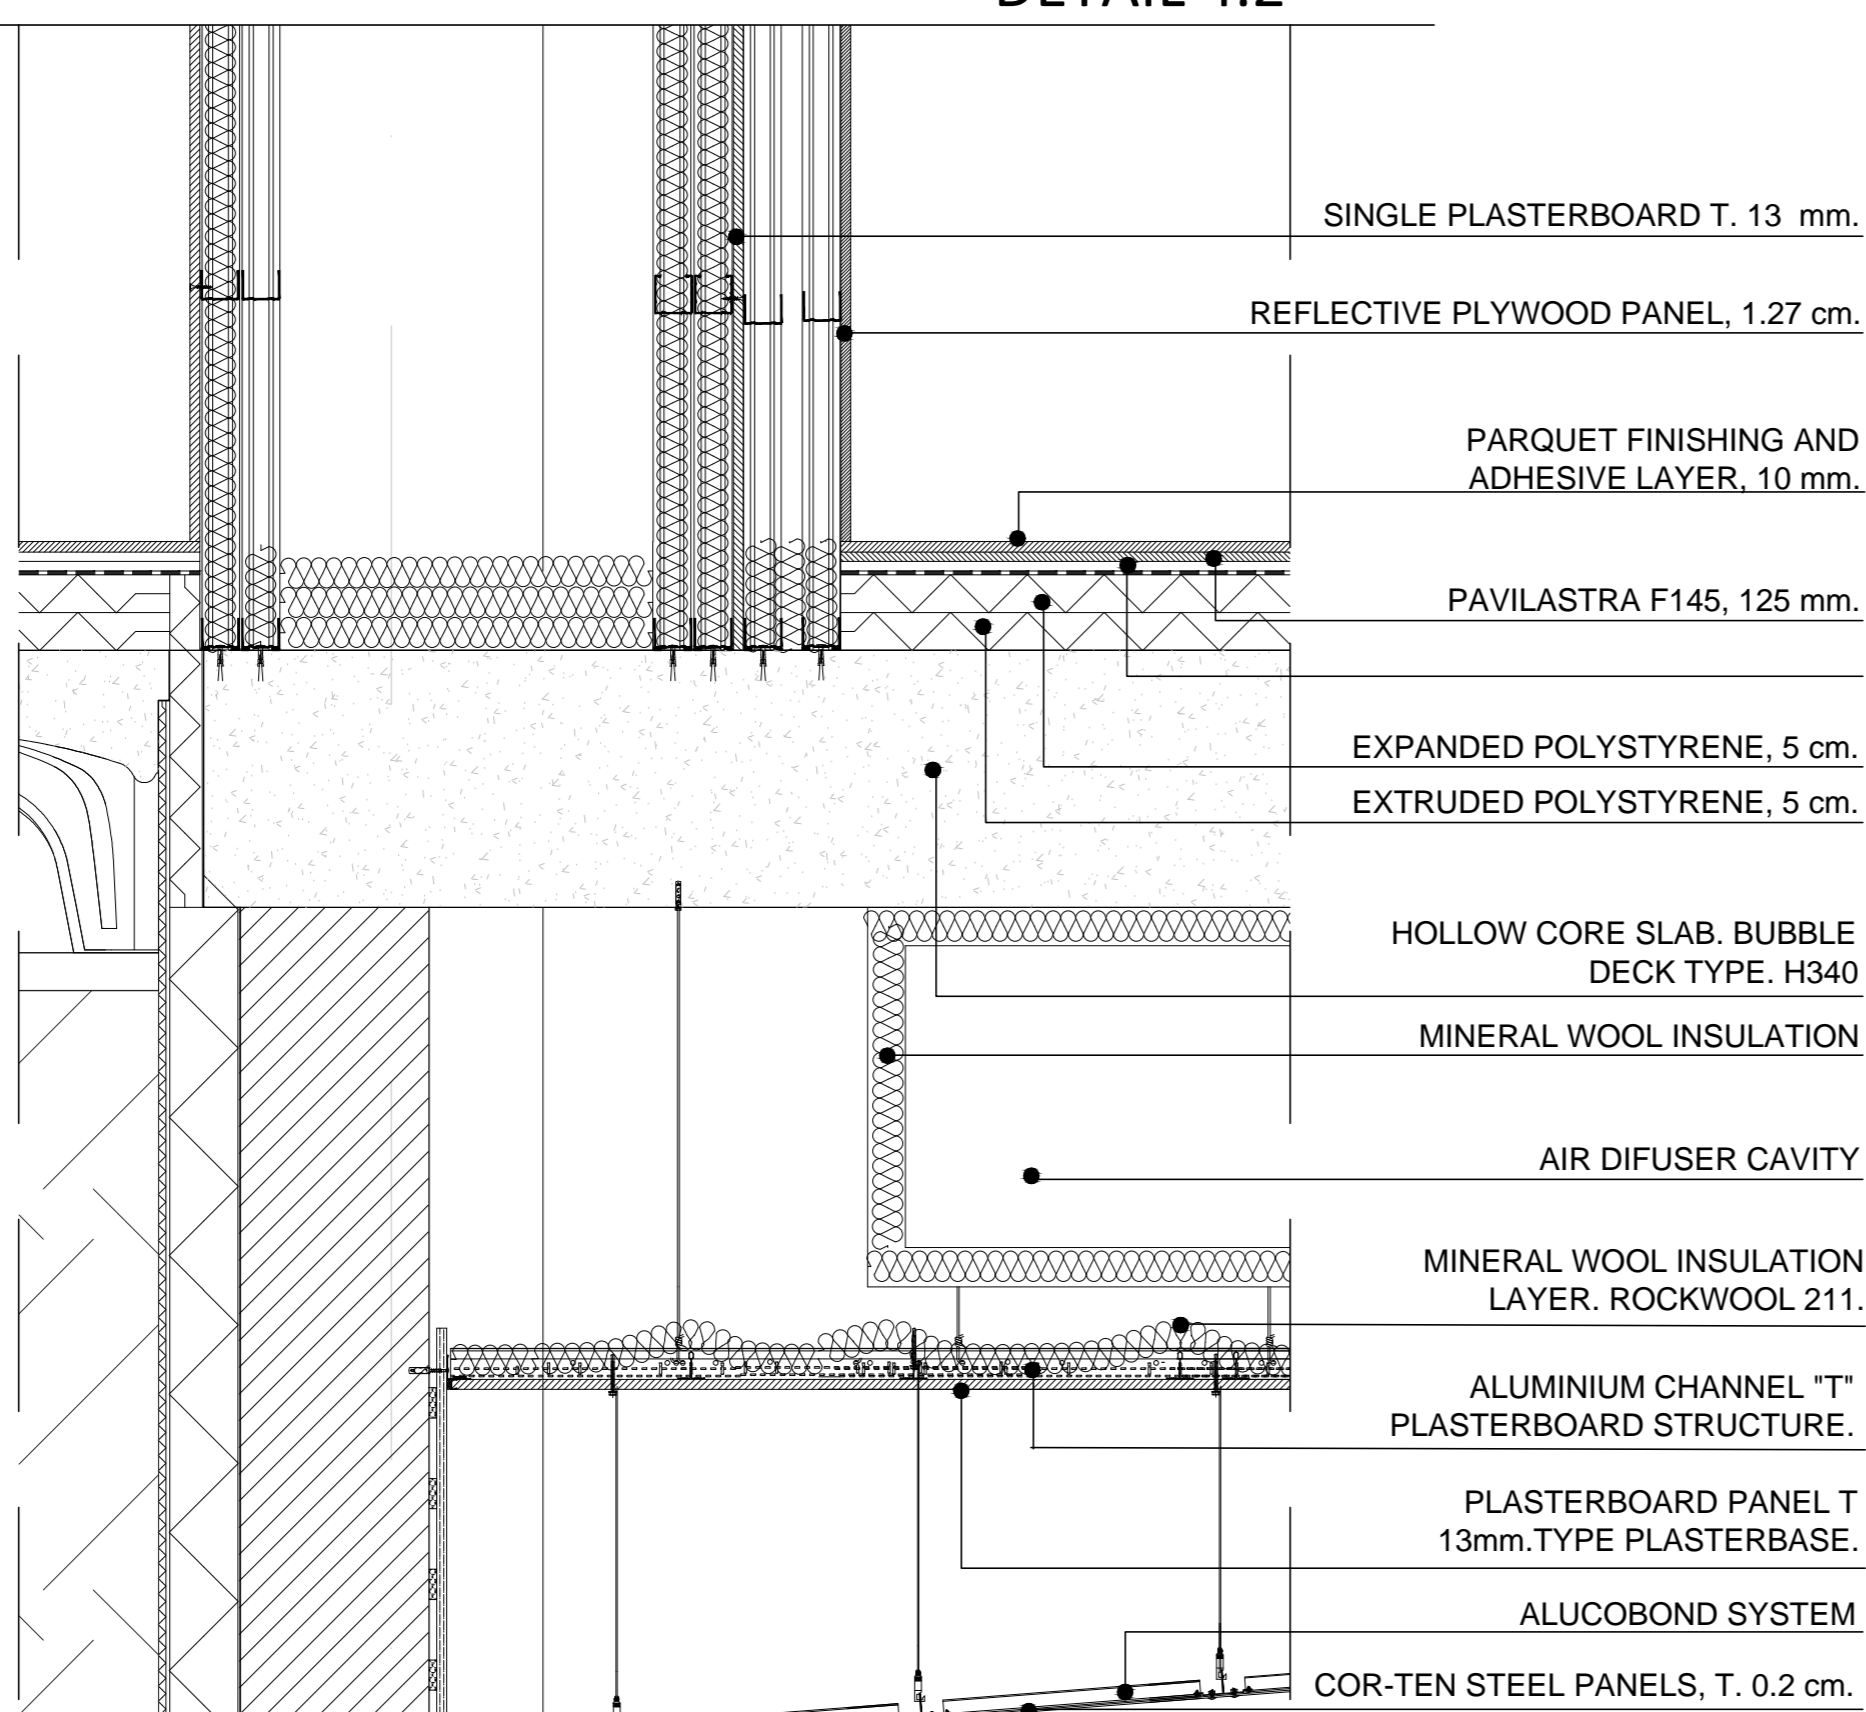 DETAIL 4.2
SINGLE PLASTERBOARD T. 13 mm.
REFLECTIVE PLYWOOD PANEL, 1.27 cm.
PARQUET FINISHING AND
ADHESIVE LAYER, 10 mm.
PAVILASTRA F145, 125 mm.
EXPANDED POLYSTYRENE, 5 cm.
EXTRUDED POLYSTYRENE, 5 cm.
HOLLOW CORE SLAB. BUBBLE
DECK TYPE. H340
MINERAL WOOL INSULATION
AIR DIFUSER CAVITY
MINERAL WOOL INSULATION
LAYER. ROCKWOOL 211.
ALUMINIUM CHANNEL "T"
PLASTERBOARD STRUCTURE.
PLASTERBOARD PANEL T
13mm.TYPE PLASTERBASE.
ALUCOBOND SYSTEM
COR-TEN STEEL PANELS, T. 0.2 cm.